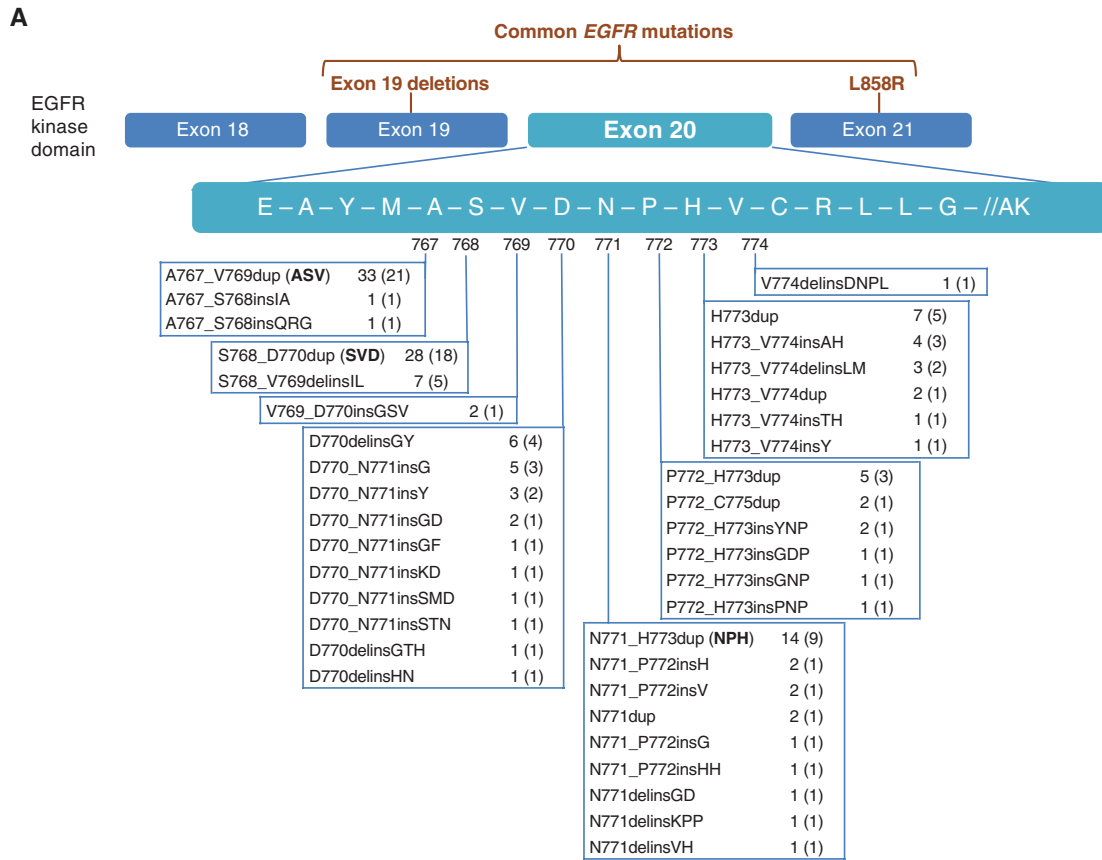 A
Common EGFR mutations
Exon 19 deletions
L858R
EGFR
kinase
domain
Exon 18
Exon 19
Exon 20
Exon 21
E – A – Y – M – A – S – V – D – N – P – H – V – C – R – L – L – G – //AK
767 768 769 770 771 772 773 774
A767_V769dup (ASV) 33 (21)
A767_S768insIA 1 (1)
A767_S768insQRG 1 (1)
S768_D770dup (SVD) 28 (18)
S768_V769delinsIL 7 (5)
V769_D770insGSV 2 (1)
D770delinsGY 6 (4)
D770_N771insG 5 (3)
D770_N771insY 3 (2)
D770_N771insGD 2 (1)
D770_N771insGF 1 (1)
D770_N771insKD 1 (1)
D770_N771insSMD 1 (1)
D770_N771insSTN 1 (1)
D770delinsGTH 1 (1)
D770delinsHN 1 (1)
V774delinsDNPL 1 (1)
H773dup 7 (5)
H773_V774insAH 4 (3)
H773_V774delinsLM 3 (2)
H773_V774dup 2 (1)
H773_V774insTH 1 (1)
H773_V774insY 1 (1)
P772_H773dup 5 (3)
P772_C775dup 2 (1)
P772_H773insYNP 2 (1)
P772_H773insGDP 1 (1)
P772_H773insGNP 1 (1)
P772_H773insPNP 1 (1)
N771_H773dup (NPH) 14 (9)
N771_P772insH 2 (1)
N771_P772insV 2 (1)
N771dup 2 (1)
N771_P772insG 1 (1)
N771_P772insHH 1 (1)
N771delinsGD 1 (1)
N771delinsKPP 1 (1)
N771delinsVH 1 (1)